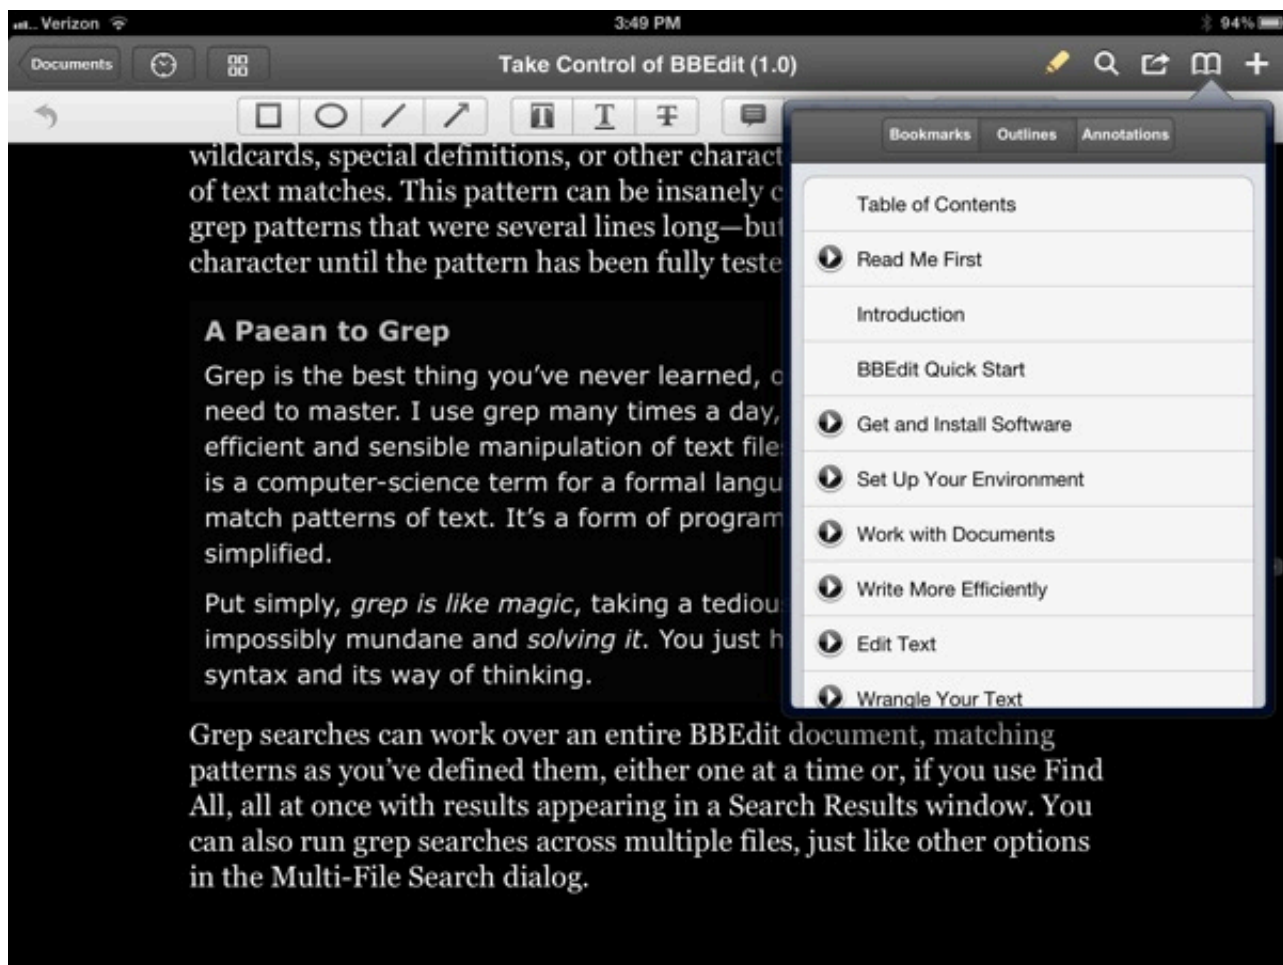 Verizon 3:49 PM 94%
Documents Take Control of BBEdit (1.0)
T T T
Bookmarks Outlines Annotations
Table of Contents
Read Me First
Introduction
BBEdit Quick Start
Get and Install Software
Set Up Your Environment
Work with Documents
Write More Efficiently
Edit Text
Wrangle Your Text
wildcards, special definitions, or other charact
of text matches. This pattern can be insanely c
grep patterns that were several lines long—but
character until the pattern has been fully teste
A Paean to Grep
Grep is the best thing you’ve never learned, o
need to master. I use grep many times a day,
efficient and sensible manipulation of text file
is a computer-science term for a formal langu
match patterns of text. It’s a form of program
simplified.
Put simply, grep is like magic, taking a tediou
impossibly mundane and solving it. You just h
syntax and its way of thinking.
Grep searches can work over an entire BBEdit document, matching
patterns as you’ve defined them, either one at a time or, if you use Find
All, all at once with results appearing in a Search Results window. You
can also run grep searches across multiple files, just like other options
in the Multi-File Search dialog.